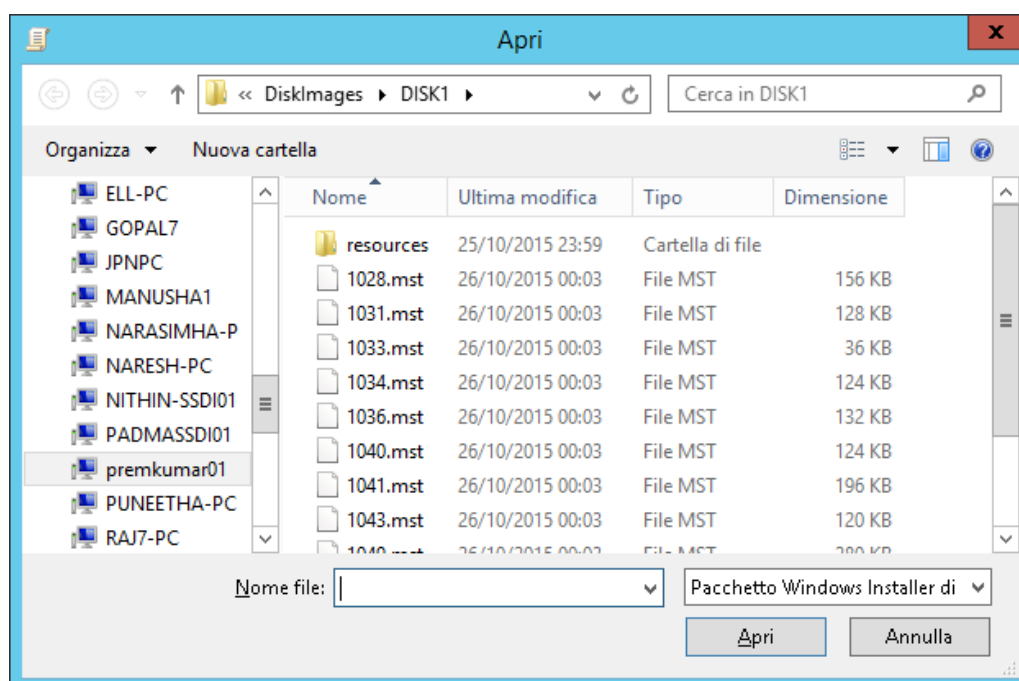 Apri
« DiskImages DISK1
Cerca in DISK1
Organizza Nuova cartella
ELL-PC
GOPAL7
JPNPC
MANUSHA1
NARASIMHA-P
NARESH-PC
NITHIN-SSDI01
PADMASSDI01
premkumar01
PUNEETHA-PC
RAJ7-PC
Nome Ultima modifica Tipo Dimensione
resources 25/10/2015 23:59 Cartella di file
1028.mst 26/10/2015 00:03 File MST 156 KB
1031.mst 26/10/2015 00:03 File MST 128 KB
1033.mst 26/10/2015 00:03 File MST 36 KB
1034.mst 26/10/2015 00:03 File MST 124 KB
1036.mst 26/10/2015 00:03 File MST 132 KB
1040.mst 26/10/2015 00:03 File MST 124 KB
1041.mst 26/10/2015 00:03 File MST 196 KB
1043.mst 26/10/2015 00:03 File MST 120 KB
Nome file:
Pacchetto Windows Installer di
Apri Annulla